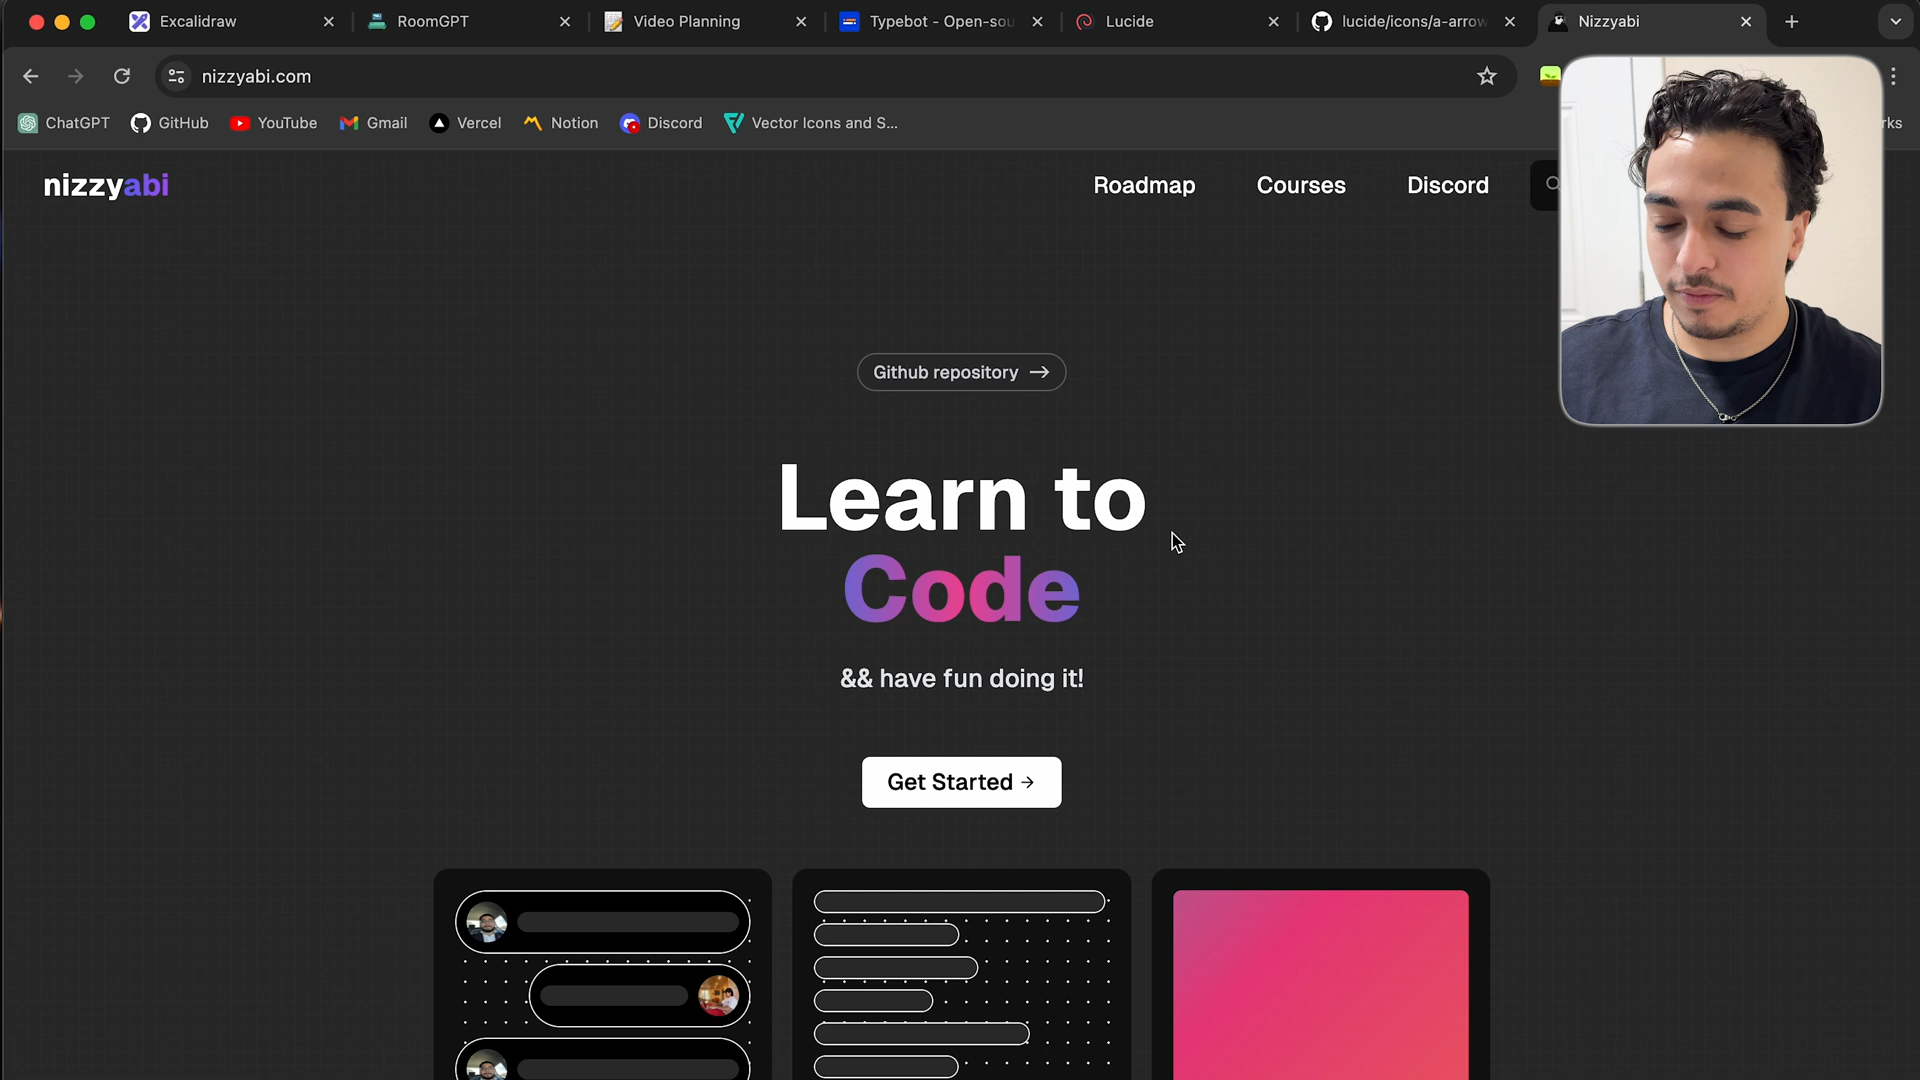 Excalidraw
RoomGPT
Video Planning
Typebot - Open-sou
Lucide
lucide/icons/a-arrow
Nizzyabi
nizzyabi.com
ChatGPT
GitHub
YouTube
Gmail
Vercel
Notion
Discord
Vector Icons and S...
rks
nizzyabi
Roadmap
Courses
Discord
Github repository →
Learn to
Code
&& have fun doing it!
Get Started →